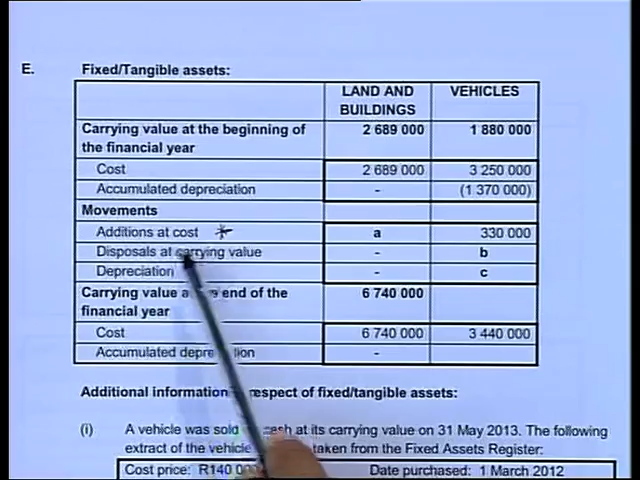 E. Fixed/Tangible assets:
LAND AND BUILDINGS VEHICLES
Carrying value at the beginning of the financial year 2 689 000 1 880 000
Cost 2 689 000 3 250 000
Accumulated depreciation - (1 370 000)
Movements
Additions at cost * a 330 000
Disposals at carrying value - b
Depreciation - c
Carrying value end of the financial year 6 740 000
Cost 6 740 000 3 440 000
Accumulated -
Additional information respect of fixed/tangible assets:
(i) A vehicle was sold at its carrying value on 31 May 2013. The following
extract of the vehicle taken from the Fixed Assets Register:
Cost price: Date purchased: 1 March 2012